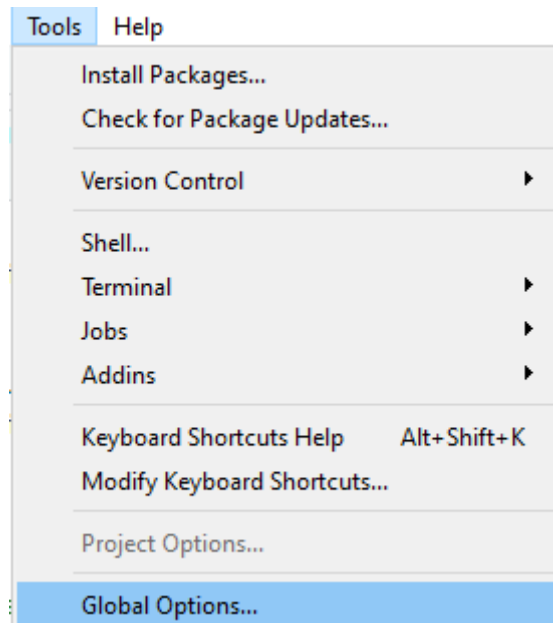 Tools Help
Install Packages...
Check for Package Updates...
Version Control
Shell...
Terminal
Jobs
Addins
Keyboard Shortcuts Help Alt+Shift+K
Modify Keyboard Shortcuts...
Project Options...
Global Options...